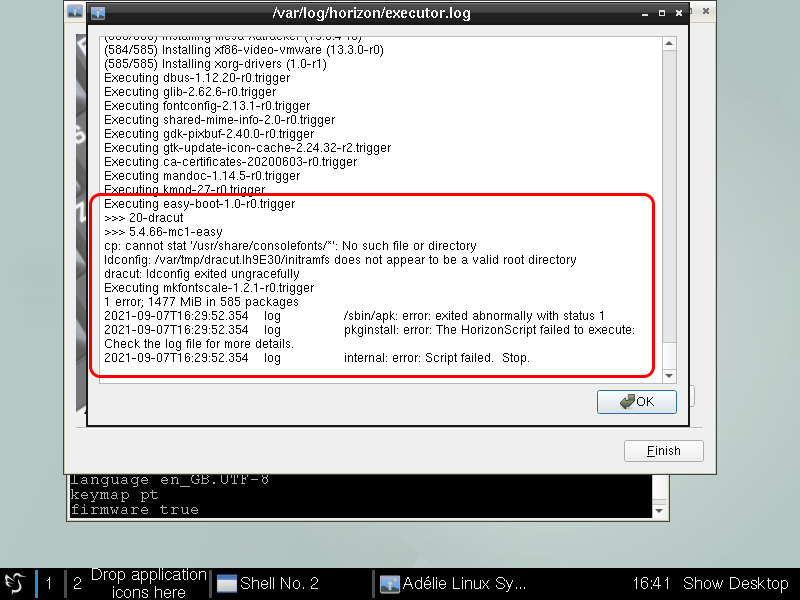 /var/log/horizon/executor.log
(584/585) Installing xf86-video-vmware (13.3.0-r0)
(585/585) Installing xorg-drivers (1.0-r1)
Executing dbus-1.12.20-r0.trigger
Executing glib-2.62.6-r0.trigger
Executing fontconfig-2.13.1-r0.trigger
Executing shared-mime-info-2.0-r0.trigger
Executing gdk-pixbuf-2.40.0-r0.trigger
Executing gtk-update-icon-cache-2.24.32-r2.trigger
Executing ca-certificates-20200603-r0.trigger
Executing mandoc-1.14.5-r0.trigger
Executing kmod-27-r0.trigger
Executing easy-boot-1.0-r0.trigger
>>> 20-dracut
>>> 5.4.66-mc1-easy
cp: cannot stat '/usr/share/consolefonts/*': No such file or directory
ldconfig: /var/tmp/dracut.lh9E30/initramfs does not appear to be a valid root directory
dracut: ldconfig exited ungracefully
Executing mkfontscale-1.2.1-r0.trigger
1 error; 1477 MiB in 585 packages
2021-09-07T16:29:52.354 log /sbin/apk: error: exited abnormally with status 1
2021-09-07T16:29:52.354 log pkginstall: error: The HorizonScript failed to execute:
Check the log file for more details.
2021-09-07T16:29:52.354 log internal: error: Script failed. Stop.
OK
Finish
language en_GB.UTF-8
keymap pt
firmware true
1 2 Drop application icons here Shell No. 2 Adélie Linux Sy... 16:41 Show Desktop